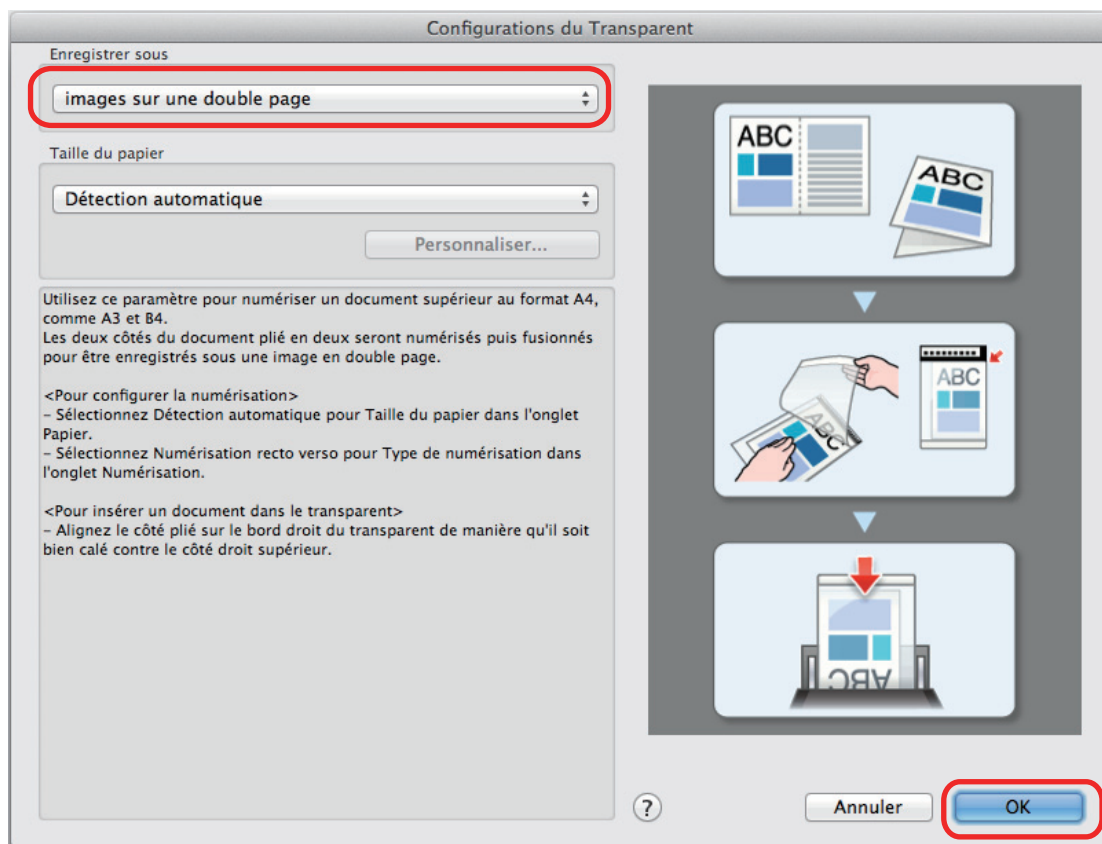 Configurations du Transparent
Enregistrer sous
images sur une double page
Taille du papier
Détection automatique
Personnaliser...
Utilisez ce paramètre pour numériser un document supérieur au format A4,
comme A3 et B4.
Les deux côtés du document plié en deux seront numérisés puis fusionnés
pour être enregistrés sous une image en double page.
<Pour configurer la numérisation>
– Sélectionnez Détection automatique pour Taille du papier dans l'onglet
Papier.
– Sélectionnez Numérisation recto verso pour Type de numérisation dans
l'onglet Numérisation.
<Pour insérer un document dans le transparent>
– Alignez le côté plié sur le bord droit du transparent de manière qu'il soit
bien calé contre le côté droit supérieur.
ABC
ABC
ABC
ABC
ABC
?
Annuler
OK